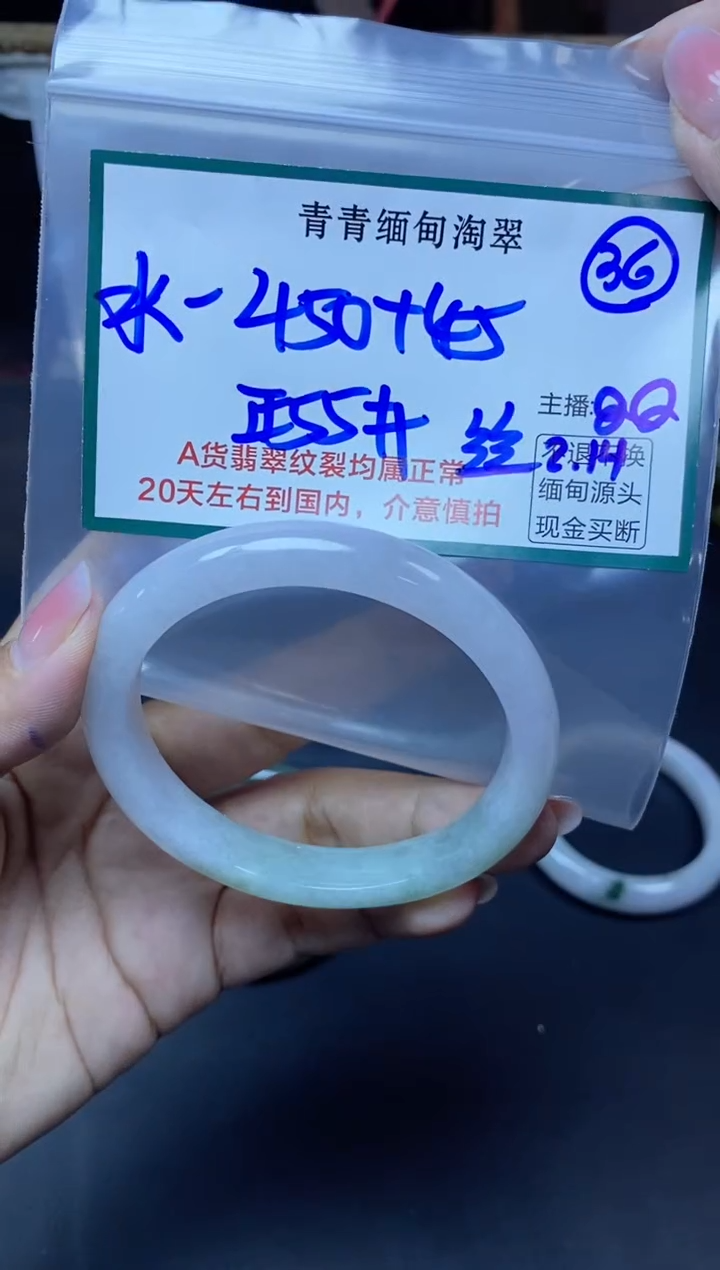 青青缅甸淘翠
36
水-450+45
主播:QQ
正55卄 丝 2.14
A货翡翠纹裂均属正常
不退不换
20天左右到国内，介意慎拍
缅甸源头
现金买断